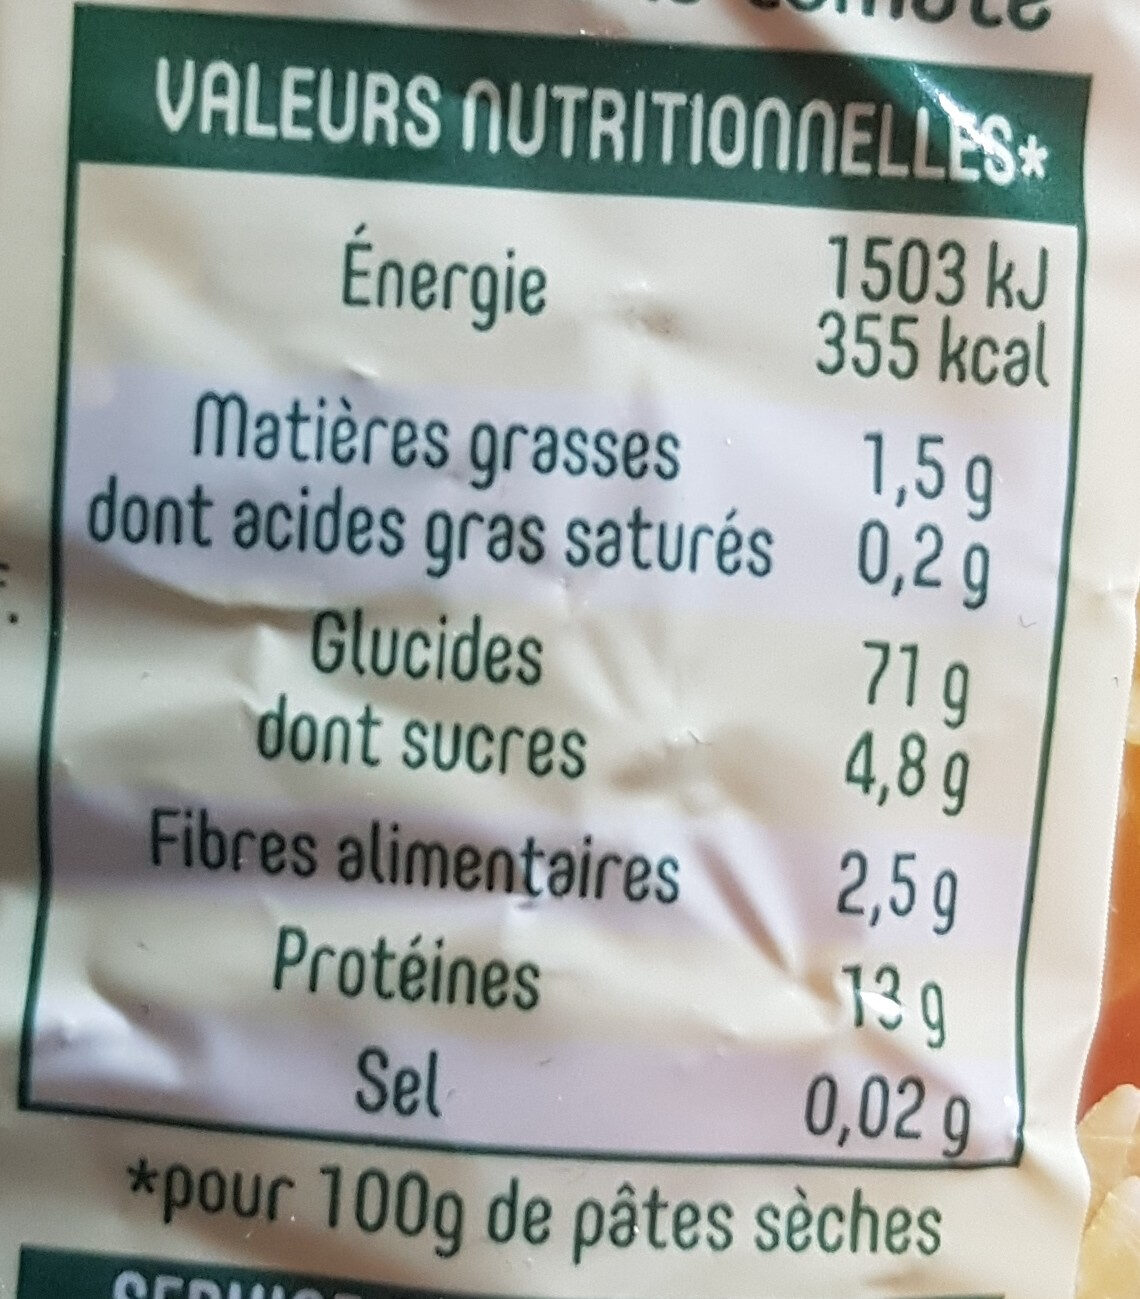 VALEURS NUTRITIONNELLES*
Énergie 1503 kJ
355 kcal
Matières grasses 1,5 g
dont acides gras saturés 0,2 g
Glucides 71 g
dont sucres 4,8 g
Fibres alimentaires 2,5 g
Protéines 13 g
Sel 0,02 g
*pour 100g de pâtes sèches